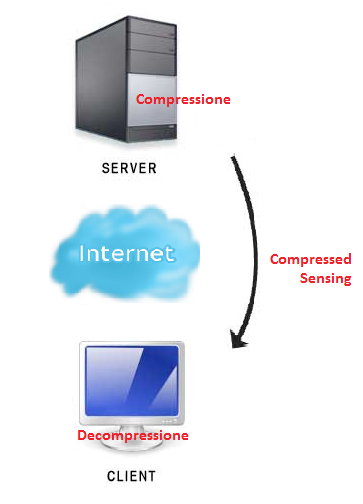 Compressione
SERVER
Internet
Compressed
Sensing
Decompressione
CLIENT